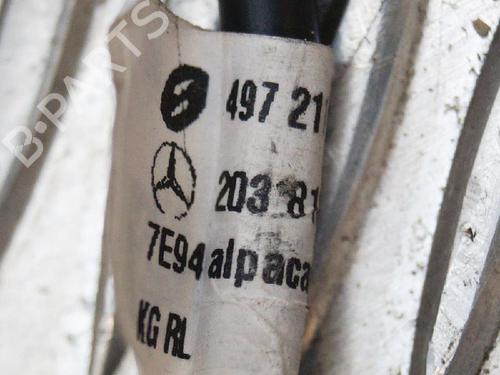 B-PARTS
497 21
203 81
7E94 alpaca
KG RL